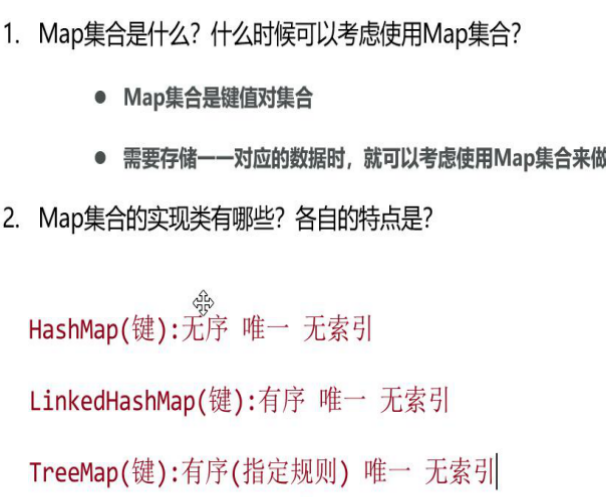 1. Map集合是什么？什么时候可以考虑使用Map集合？
● Map集合是键值对集合
● 需要存储一一对应的数据时，就可以考虑使用Map集合来做
2. Map集合的实现类有哪些？各自的特点是？
HashMap(键):无序 唯一 无索引
LinkedHashMap(键):有序 唯一 无索引
TreeMap(键):有序(指定规则) 唯一 无索引